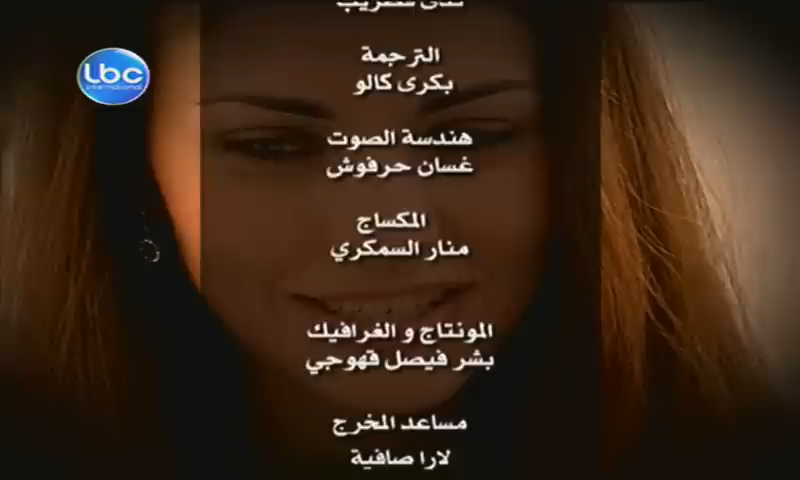 lbc
international
الترجمة
بكرى كالو
هندسة الصوت
غسان حرفوش
المكساج
منار السمكري
المونتاج و الغرافيك
بشر فيصل قهوجي
مساعد المخرج
لارا صافية